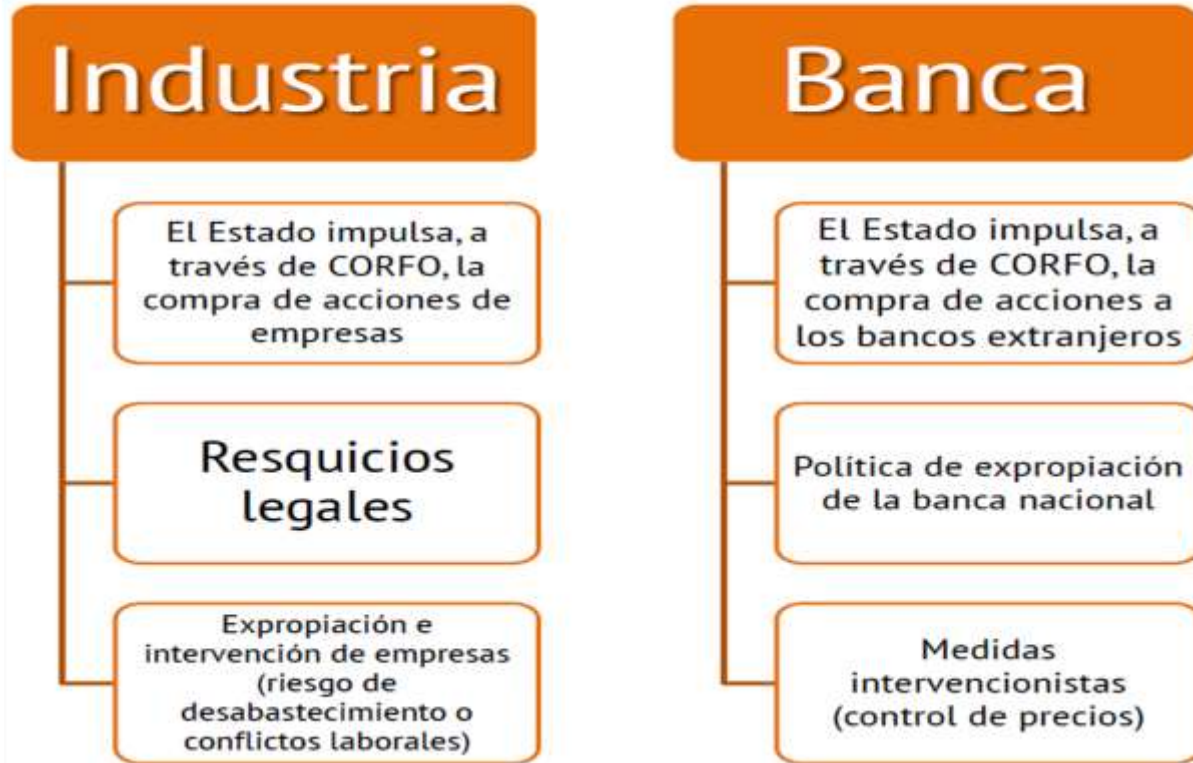 Industria
El Estado impulsa, a
través de CORFO, la
compra de acciones de
empresas
Resquicios
legales
Expropiación e
intervención de empresas
(riesgo de
desabastecimiento o
conflictos laborales)
Banca
El Estado impulsa, a
través de CORFO, la
compra de acciones a
los bancos extranjeros
Política de expropiación
de la banca nacional
Medidas
intervencionistas
(control de precios)